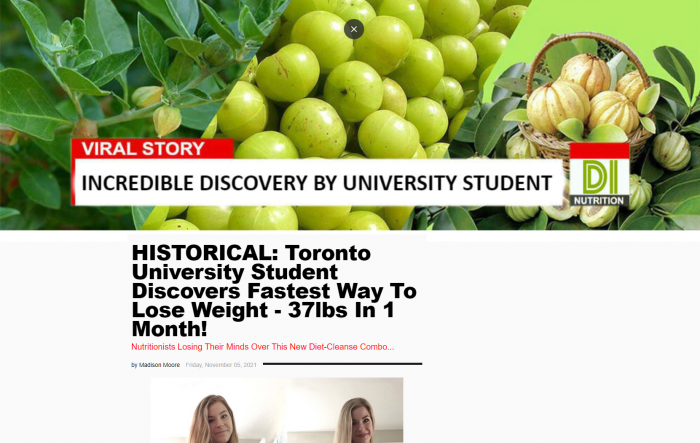 VIRAL STORY
INCREDIBLE DISCOVERY BY UNIVERSITY STUDENT
DI
NUTRITION
HISTORICAL: Toronto
University Student
Discovers Fastest Way To
Lose Weight - 37lbs In 1
Month!
Nutritionists Losing Their Minds Over This New Diet-Cleanse Combo...
by Madison Moore Friday, November 05, 2021